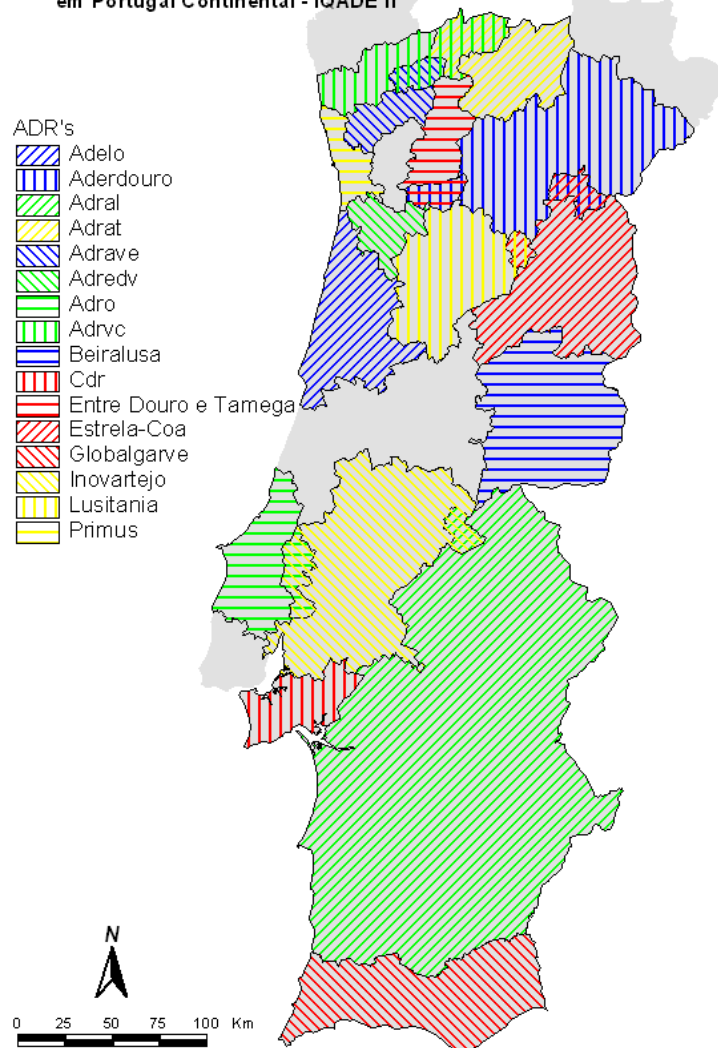 em Portugal Continental - IQADE II
ADR's
Adelo
Aderdouro
Adral
Adrat
Adrave
Adredv
Adro
Adrvc
Beiralusa
Cdr
Entre Douro e Tamega
Estrela-Coa
Globalgarve
Inovartejo
Lusitania
Primus
N
0 25 50 75 100 Km